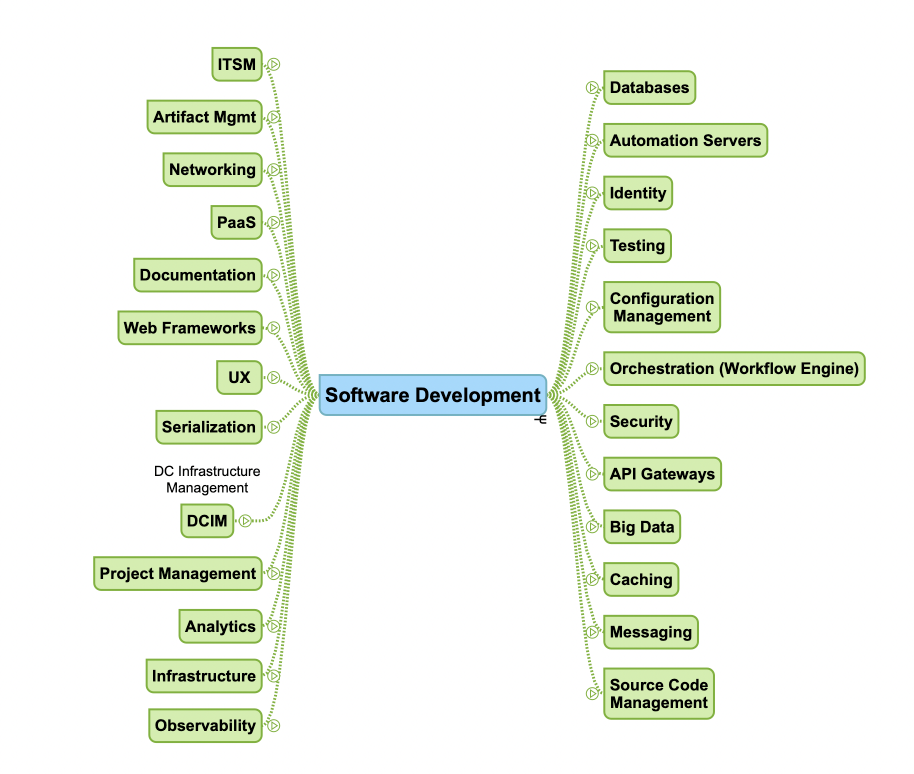 ITSM
Artifact Mgmt
Networking
PaaS
Documentation
Web Frameworks
UX
Serialization
DC Infrastructure
Management
DCIM
Project Management
Analytics
Infrastructure
Observability
Software Development
Databases
Automation Servers
Identity
Testing
Configuration
Management
Orchestration (Workflow Engine)
Security
API Gateways
Big Data
Caching
Messaging
Source Code
Management